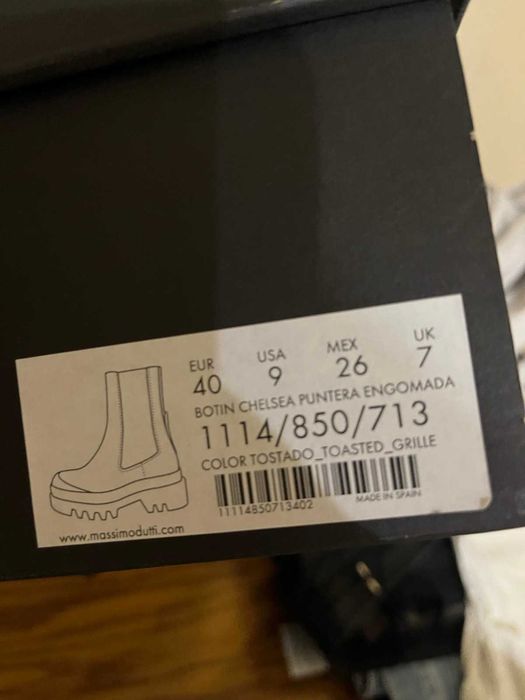 EUR USA MEX UK
40 9 26 7
BOTIN CHELSEA PUNTERA ENGOMADA
1114/850/713
COLOR TOSTADO_TOASTED_GRILLE
11114850713402
MADE IN SPAIN
www.massimodutti.com